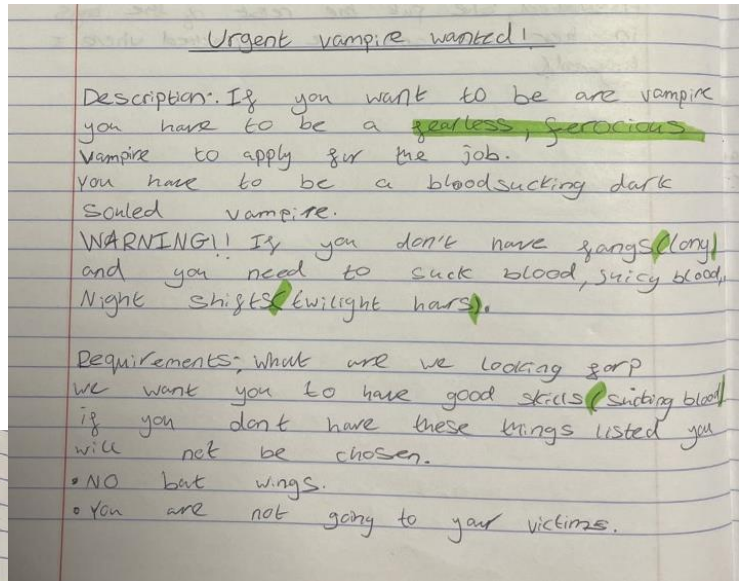 Urgent vampire wanted!
Description:. If you want to be are vampire
you have to be a fearless, ferocious
vampire to apply for the job.
You have to be a bloodsucking dark
Souled vampire.
WARNING!! If you don't have fangs (long)
and you need to suck blood, juicy blood,
Night shifts (twilight hars).
Requirements: what are we looking for?
we want you to have good skills (sucting blood)
if you dont have these things listed you
will not be chosen.
• NO bat wings.
• You are not going to your victims.